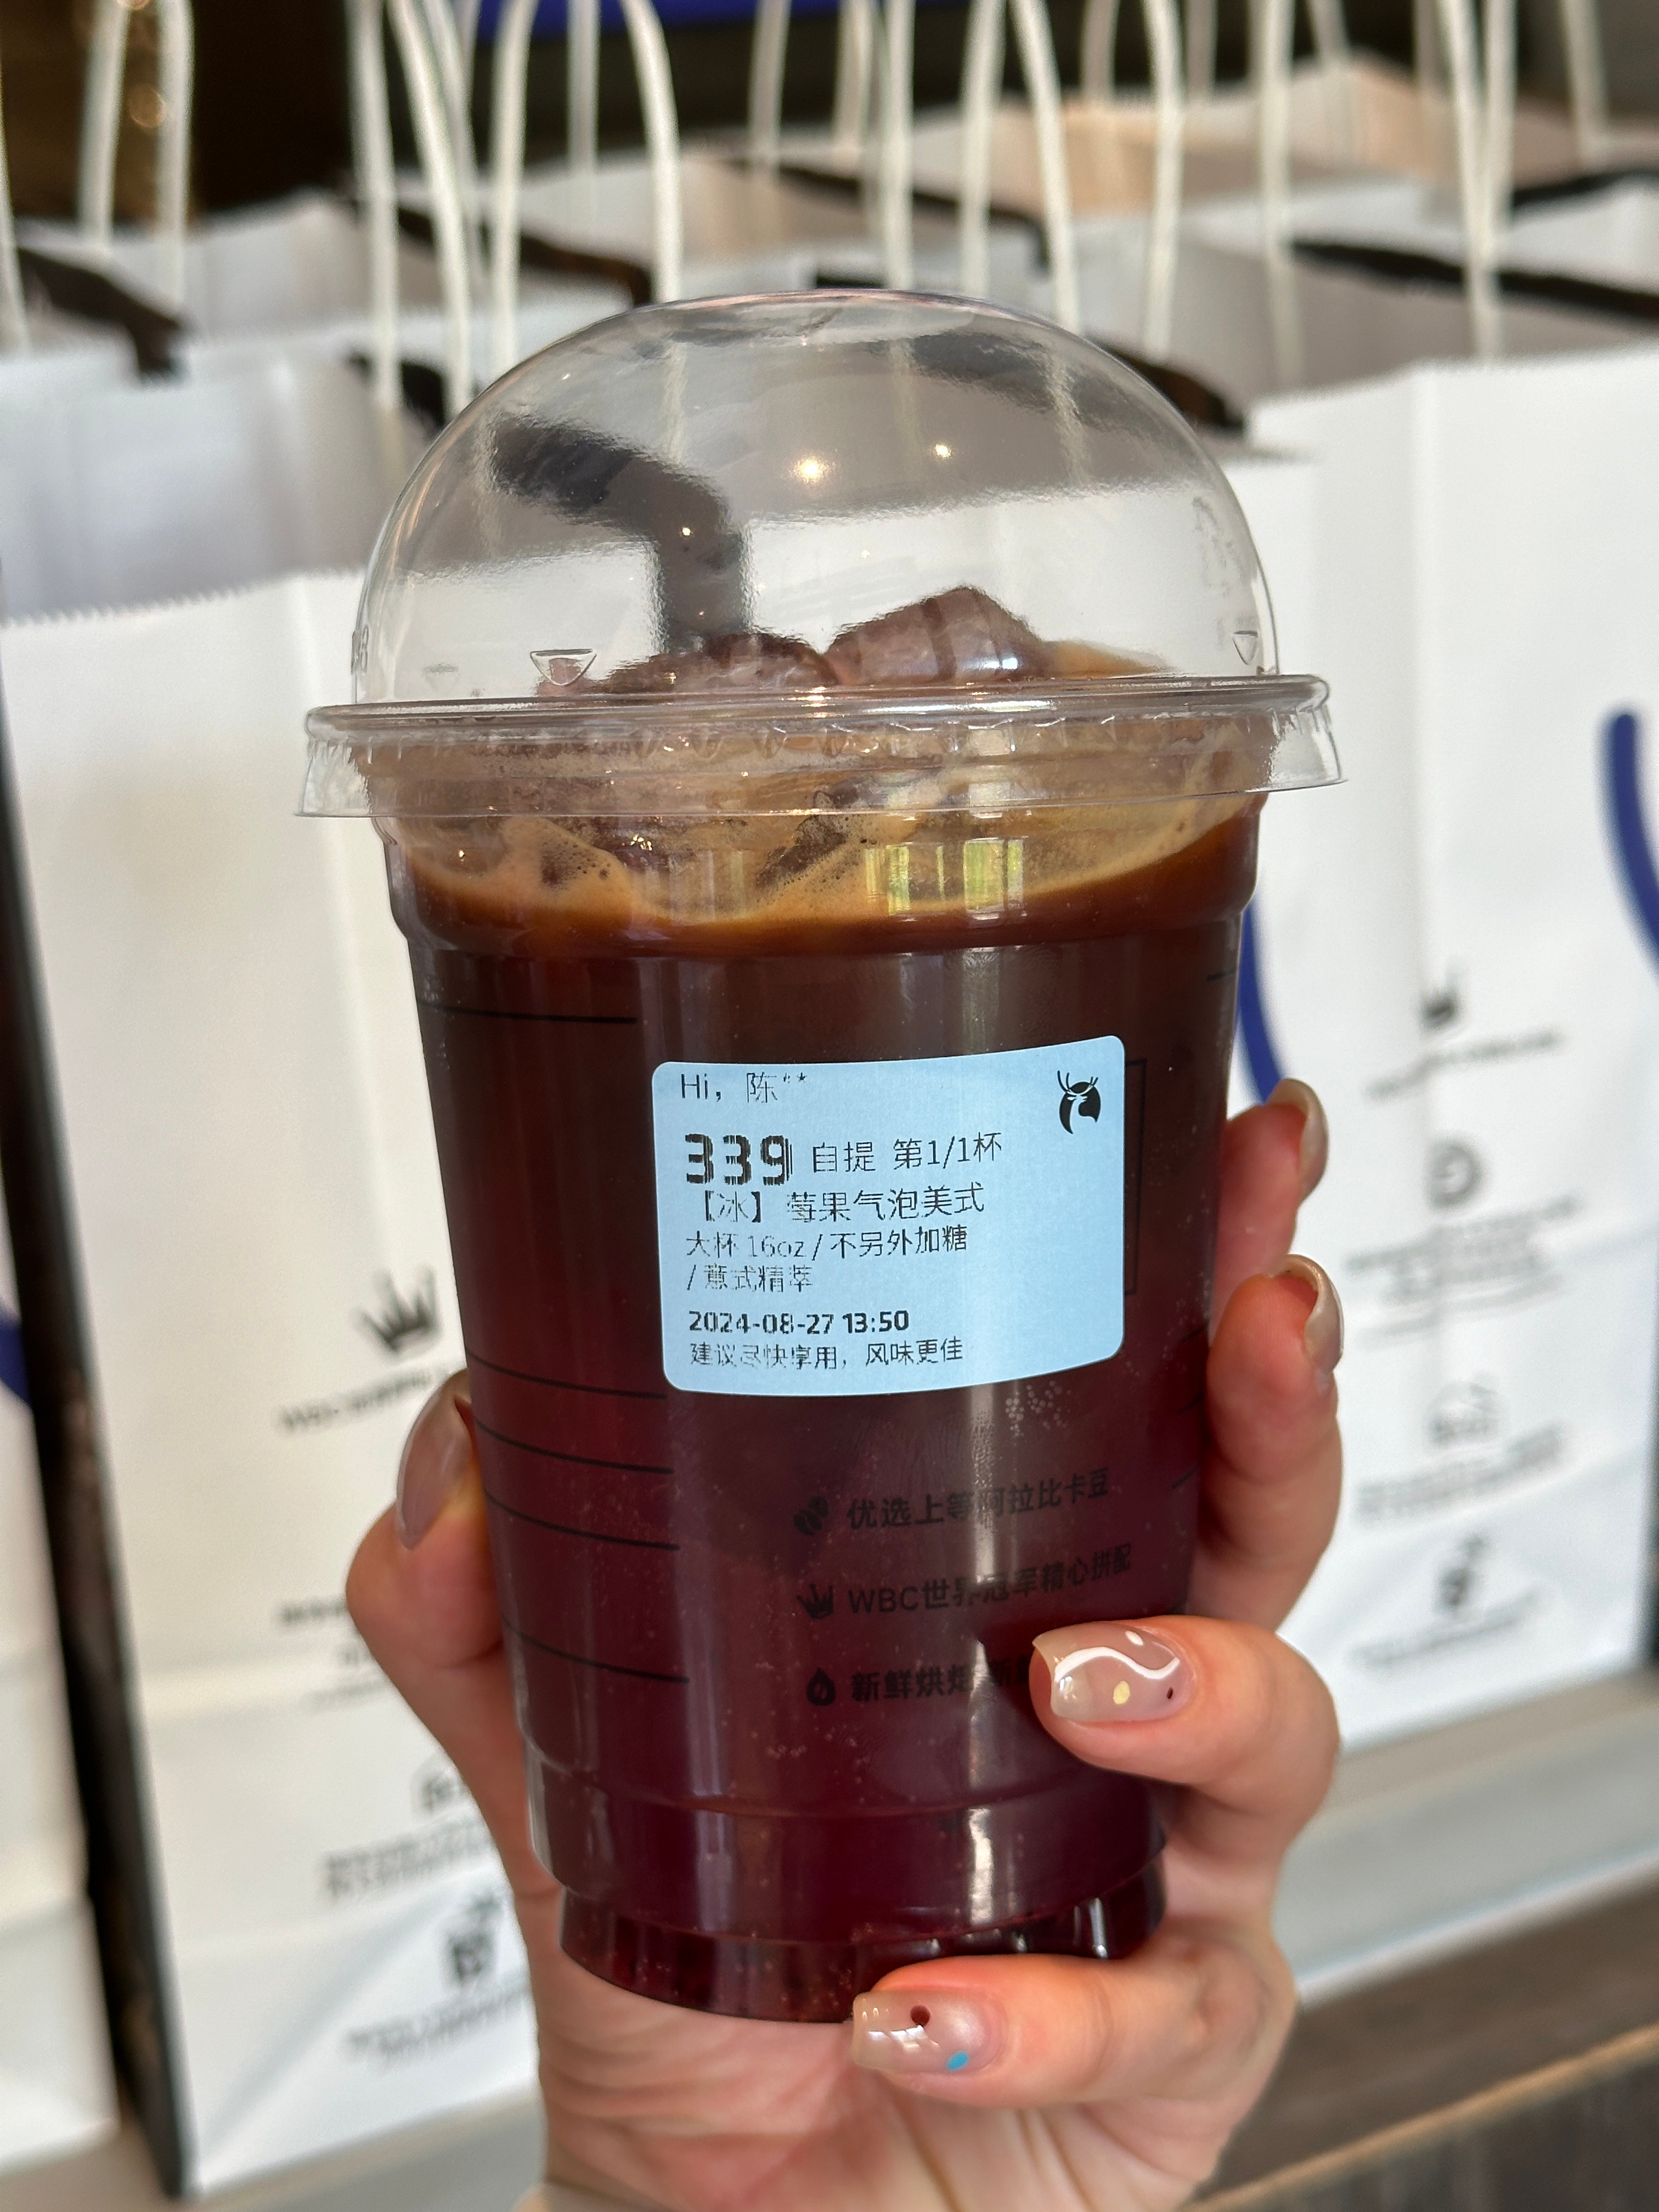 Hi, 陈**
339 自提 第1/1杯
【冰】莓果气泡美式
大杯 16oz / 不另外加糖
/ 意式精萃
2024-08-27 13:50
建议尽快享用，风味更佳
优选上等阿拉比卡豆
WBC世界冠军精心拼配
新鲜烘焙 新